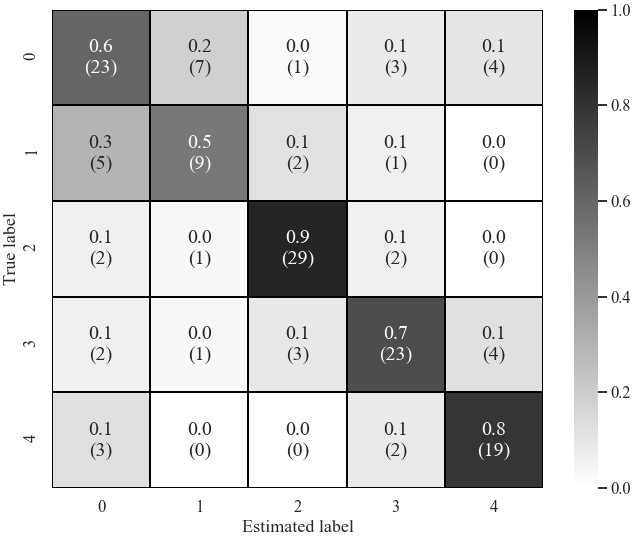 0.6 0.2 0.0 0.1 0.1 1.0
0 (23) (7) (1) (3) (4)
0.8
0.3 0.5 0.1 0.1 0.0
1 (5) (9) (2) (1) (0)
0.6
True label
0.1 0.0 0.9 0.1 0.0
2 (2) (1) (29) (2) (0)
0.4
0.1 0.0 0.1 0.7 0.1
3 (2) (1) (3) (23) (4)
0.2
0.1 0.0 0.0 0.1 0.8
4 (3) (0) (0) (2) (19)
0.0
0 1 2 3 4
Estimated label